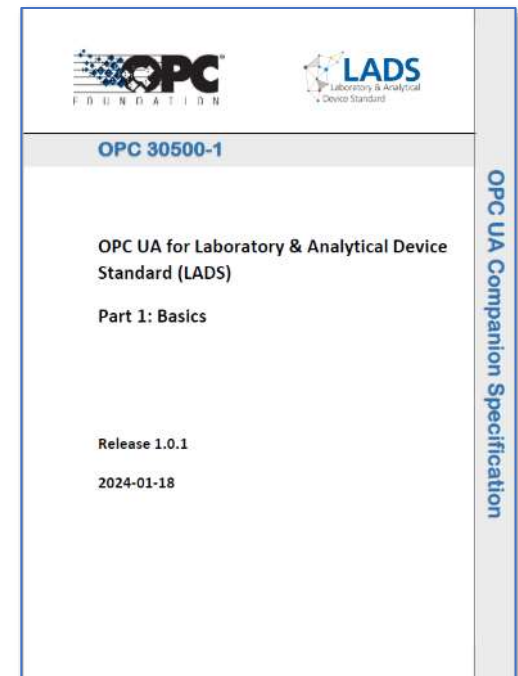 OPC
FOUNDATION
LADS
Laboratory & Analytical
Device Standard
OPC 30500-1
OPC UA for Laboratory & Analytical Device
Standard (LADS)
Part 1: Basics
Release 1.0.1
2024-01-18
OPC UA Companion Specification